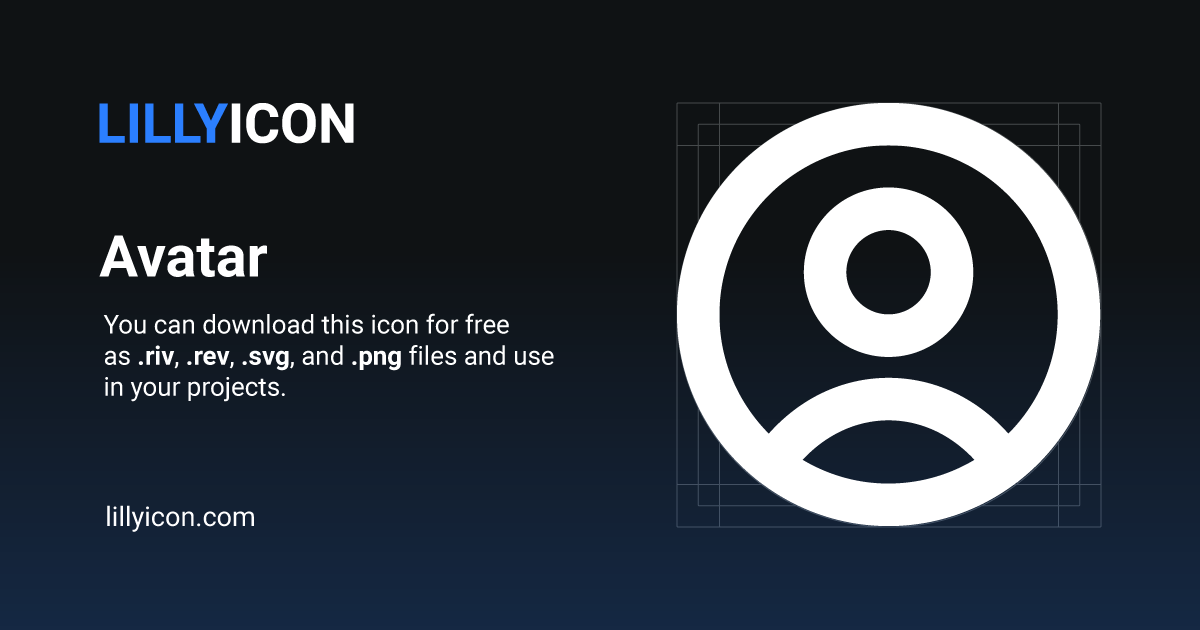 LILLYICON
Avatar
You can download this icon for free
as .riv, .rev, .svg, and .png files and use
in your projects.
lillyicon.com